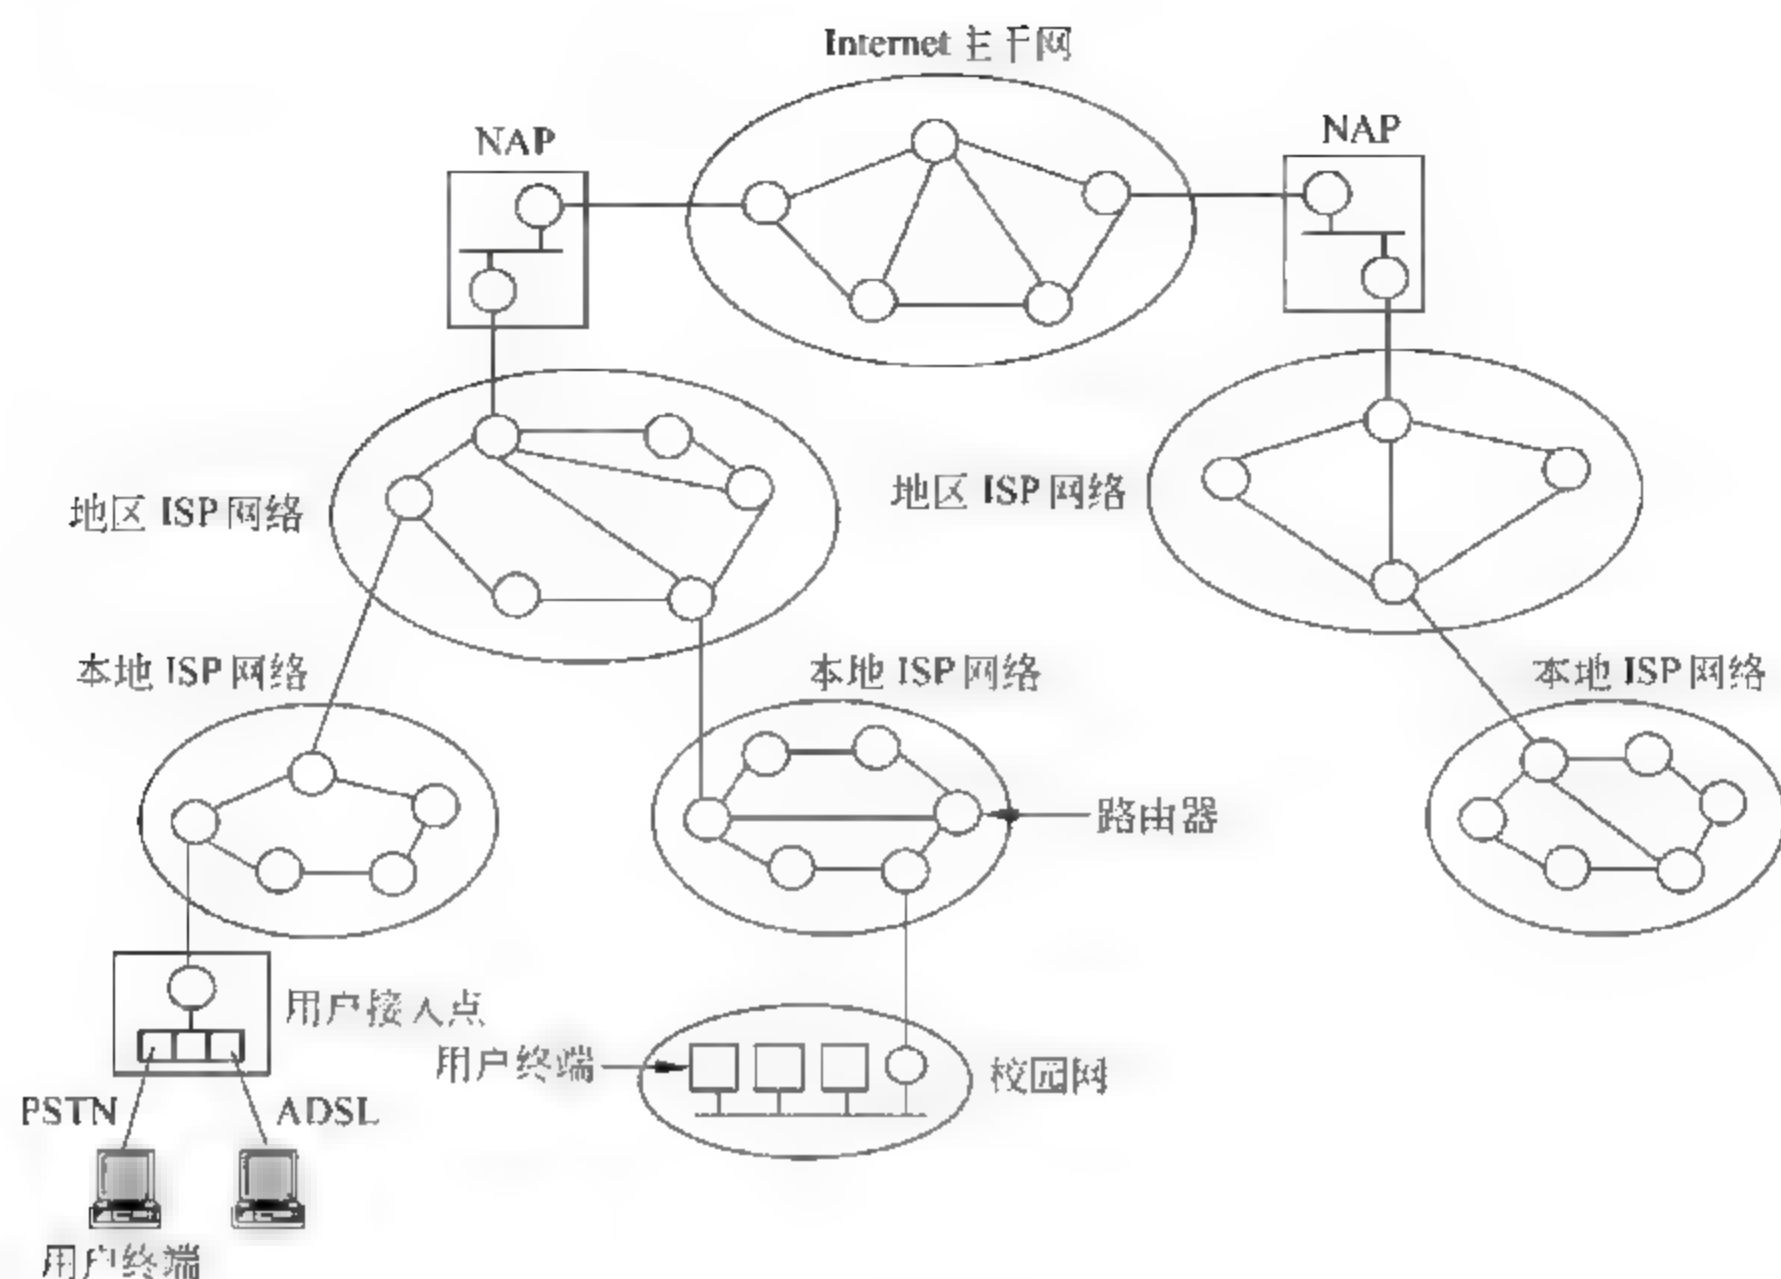 Internet 主干网
NAP
NAP
地区 ISP 网络
地区 ISP 网络
本地 ISP 网络
本地 ISP 网络
本地 ISP 网络
路由器
用户接入点
用户终端
校园网
PSTN
ADSL
用户终端